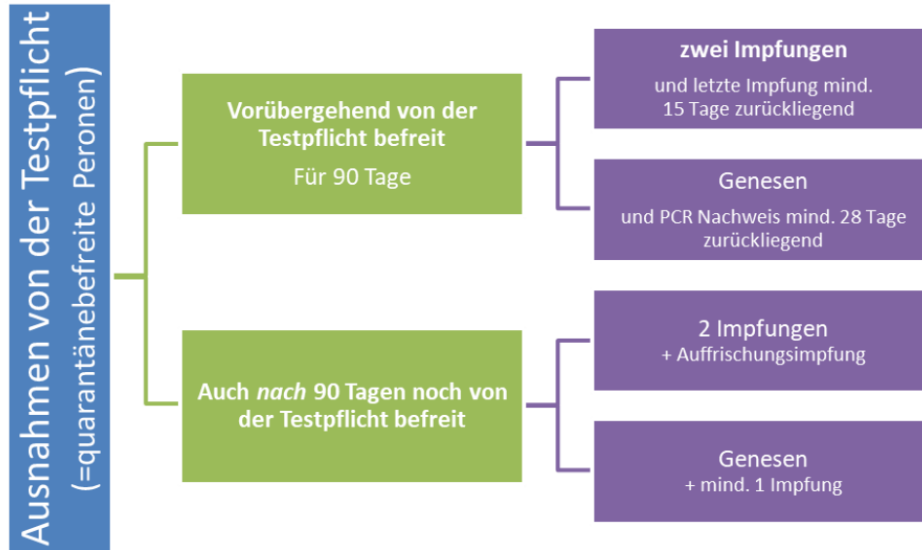 Ausnahmen von der Testpflicht
(=quarantänebefreite Peronen)
Vorübergehend von der
Testpflicht befreit
Für 90 Tage
zwei Impfungen
und letzte Impfung mind.
15 Tage zurückliegend
Genesen
und PCR Nachweis mind. 28 Tage
zurückliegend
Auch nach 90 Tagen noch von
der Testpflicht befreit
2 Impfungen
+ Auffrischungsimpfung
Genesen
+ mind. 1 Impfung